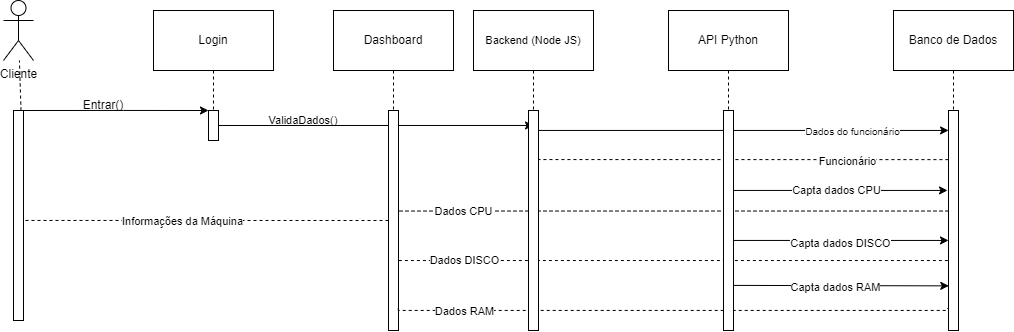 Cliente
Login
Dashboard
Backend (Node JS)
API Python
Banco de Dados
Entrar()
ValidaDados()
Dados do funcionário
Funcionário
Capta dados CPU
Dados CPU
Informações da Máquina
Capta dados DISCO
Dados DISCO
Capta dados RAM
Dados RAM